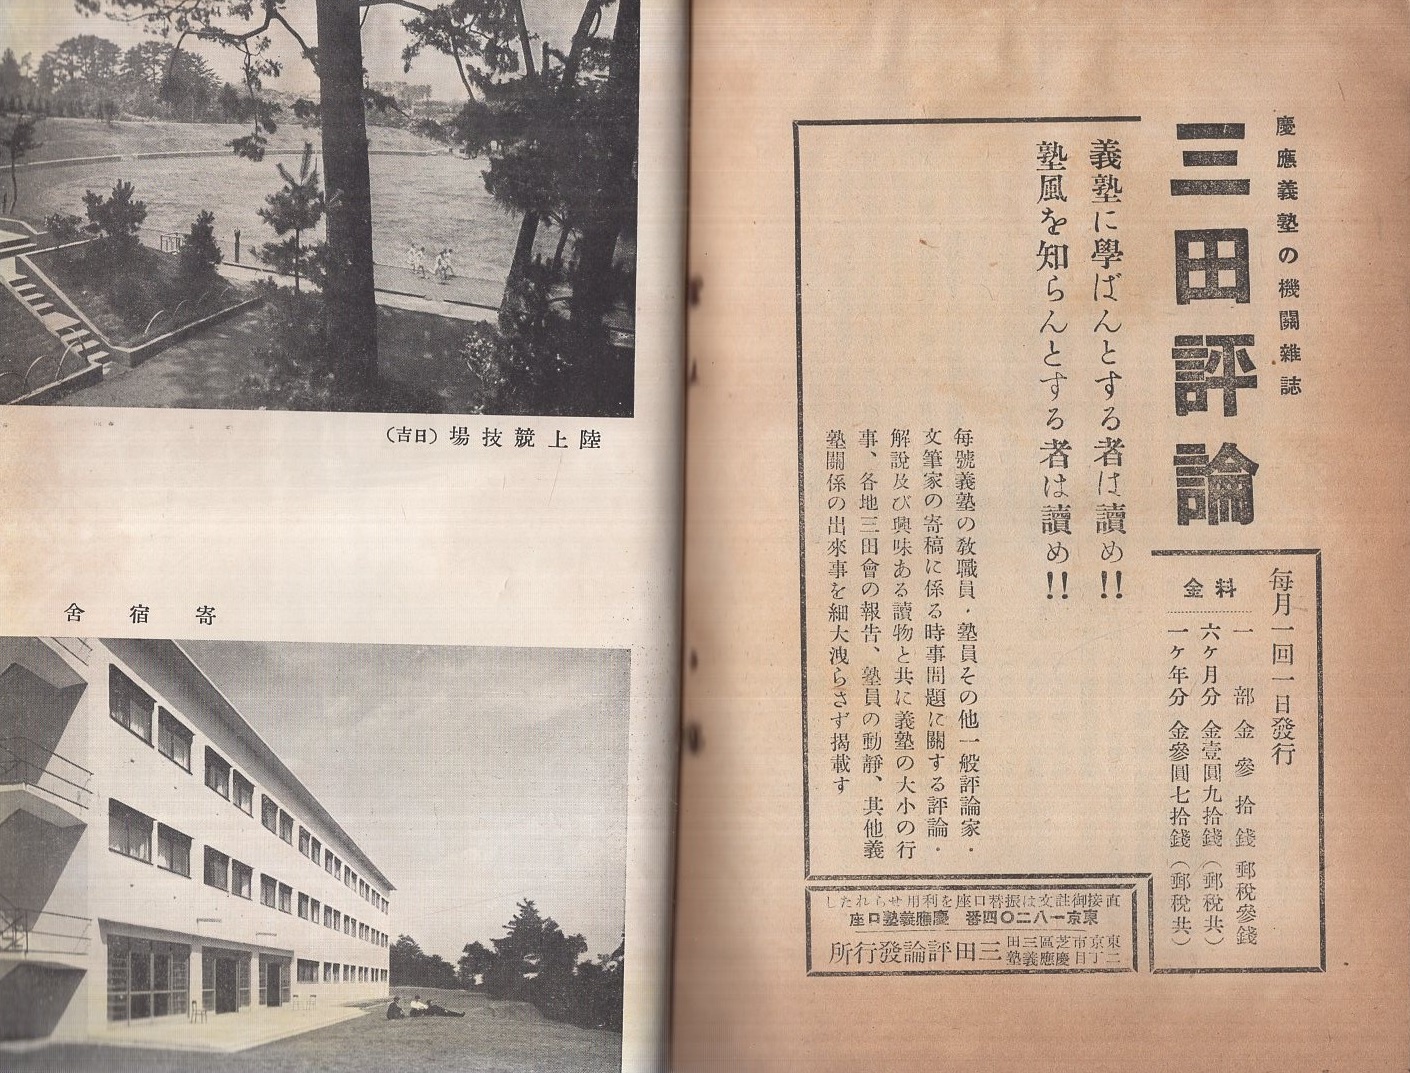 慶應義塾の機關雜誌
三田評論
義塾に學ばんとする者は讀め!!
塾風を知らんとする者は讀め!!
每號義塾の教職員・塾員その他一般評論家・
文筆家の寄稿に係る時事問題に關する評論・
解說及び興味ある讀物と共に義塾の大小の行
事、各地三田會の報告、塾員の動靜、其他義
塾關係の出來事を細大洩らさず揭載す
每月一回一日發行
料金
一部 金參拾錢 郵稅參錢
六ケ月分 金壹圓九拾錢(郵稅共)
一ケ年分 金參圓七拾錢(郵稅共)
直接御註文は振替口座を利用せられたし
東京一八二〇四番 慶應義塾口座
東京市芝區三田
二丁目慶應義塾
三田評論發行所
陸上競技場(日吉)
寄宿舍